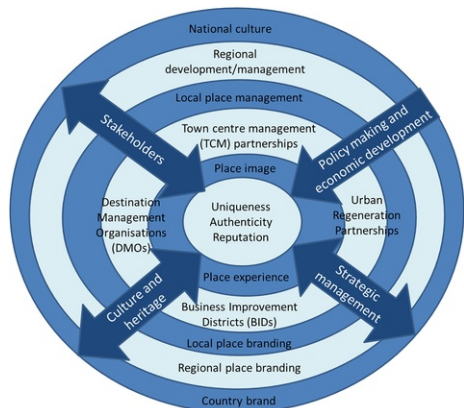 National culture
Regional
development/management
Local place management
Stakeholders
Policy making and
economic development
Town centre management
(TCM) partnerships
Place image
Destination
Management
Organisations
(DMOs)
Uniqueness
Authenticity
Reputation
Urban
Regeneration
Partnerships
Place experience
Culture and
heritage
Strategic
management
Business Improvement
Districts (BIDs)
Local place branding
Regional place branding
Country brand